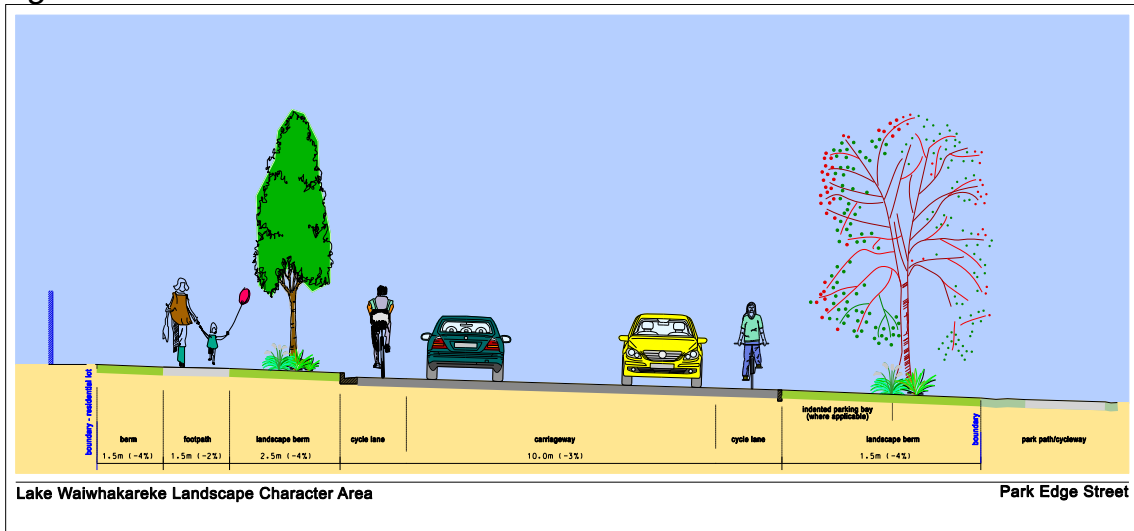 boundary - residential lot
berm
footpath
landscape berm
cycle lane
carriageway
cycle lane
indented parking bay
(where applicable)
landscape berm
boundary
park path/cycleway
1.5m (-4%)
1.5m (-2%)
2.5m (-4%)
10.0m (-3%)
1.5m (-4%)
Lake Waiwhakareke Landscape Character Area
Park Edge Street